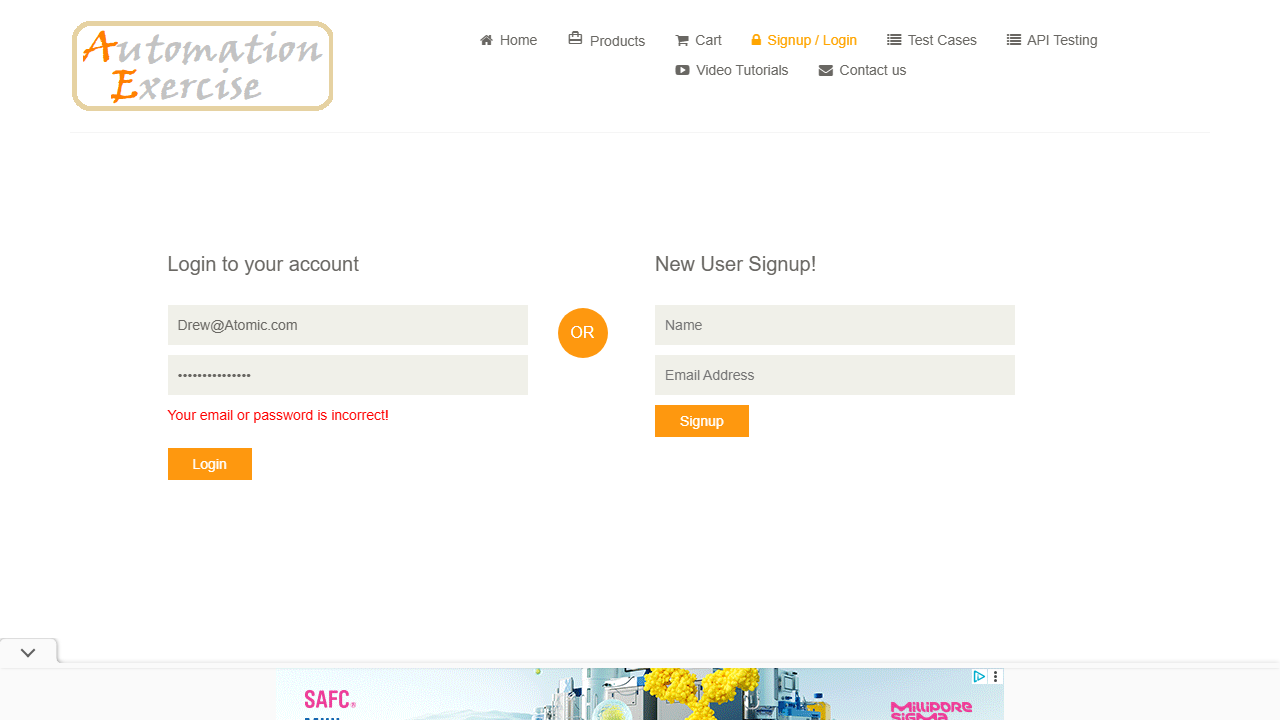 Automation
Exercise
Home
Products
Cart
Signup / Login
Test Cases
API Testing
Video Tutorials
Contact us
Login to your account
Drew@Atomic.com
•••••••••••••••
Your email or password is incorrect!
Login
OR
New User Signup!
Name
Email Address
Signup
SAFC®
MILLIPORE
SIGMA